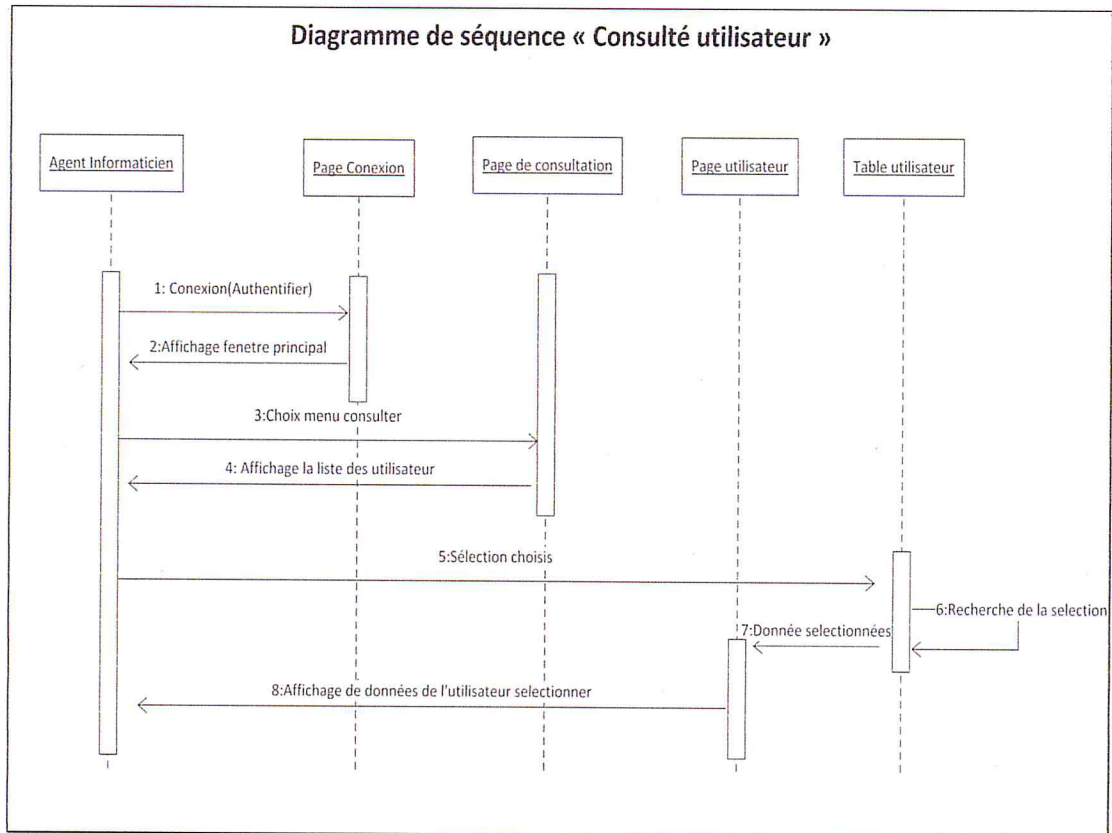 Diagramme de séquence « Consulté utilisateur »
Agent Informaticien
Page Conexion
Page de consultation
Page utilisateur
Table utilisateur
1: Conexion(Authentifier)
2:Affichage fenetre principal
3:Choix menu consulter
4: Affichage la liste des utilisateur
5:Sélection choisis
6:Recherche de la selection
7:Donnée selectionnées
8:Affichage de données de l'utilisateur selectionner